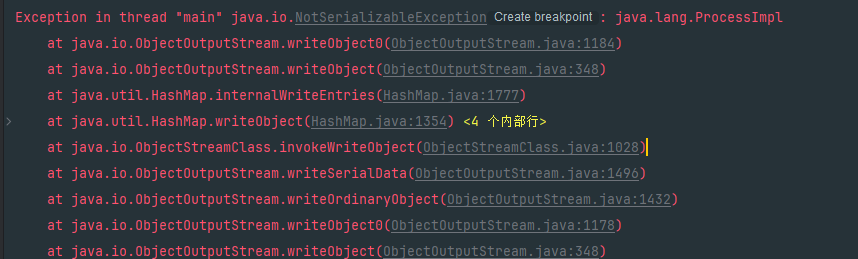 Exception in thread "main" java.io.NotSerializableException Create breakpoint : java.lang.ProcessImpl
at java.io.ObjectOutputStream.writeObject0(ObjectOutputStream.java:1184)
at java.io.ObjectOutputStream.writeObject(ObjectOutputStream.java:348)
at java.util.HashMap.internalWriteEntries(HashMap.java:1777)
at java.util.HashMap.writeObject(HashMap.java:1354) <4 个内部行>
at java.io.ObjectStreamClass.invokeWriteObject(ObjectStreamClass.java:1028)
at java.io.ObjectOutputStream.writeSerialData(ObjectOutputStream.java:1496)
at java.io.ObjectOutputStream.writeOrdinaryObject(ObjectOutputStream.java:1432)
at java.io.ObjectOutputStream.writeObject0(ObjectOutputStream.java:1178)
at java.io.ObjectOutputStream.writeObject(ObjectOutputStream.java:348)